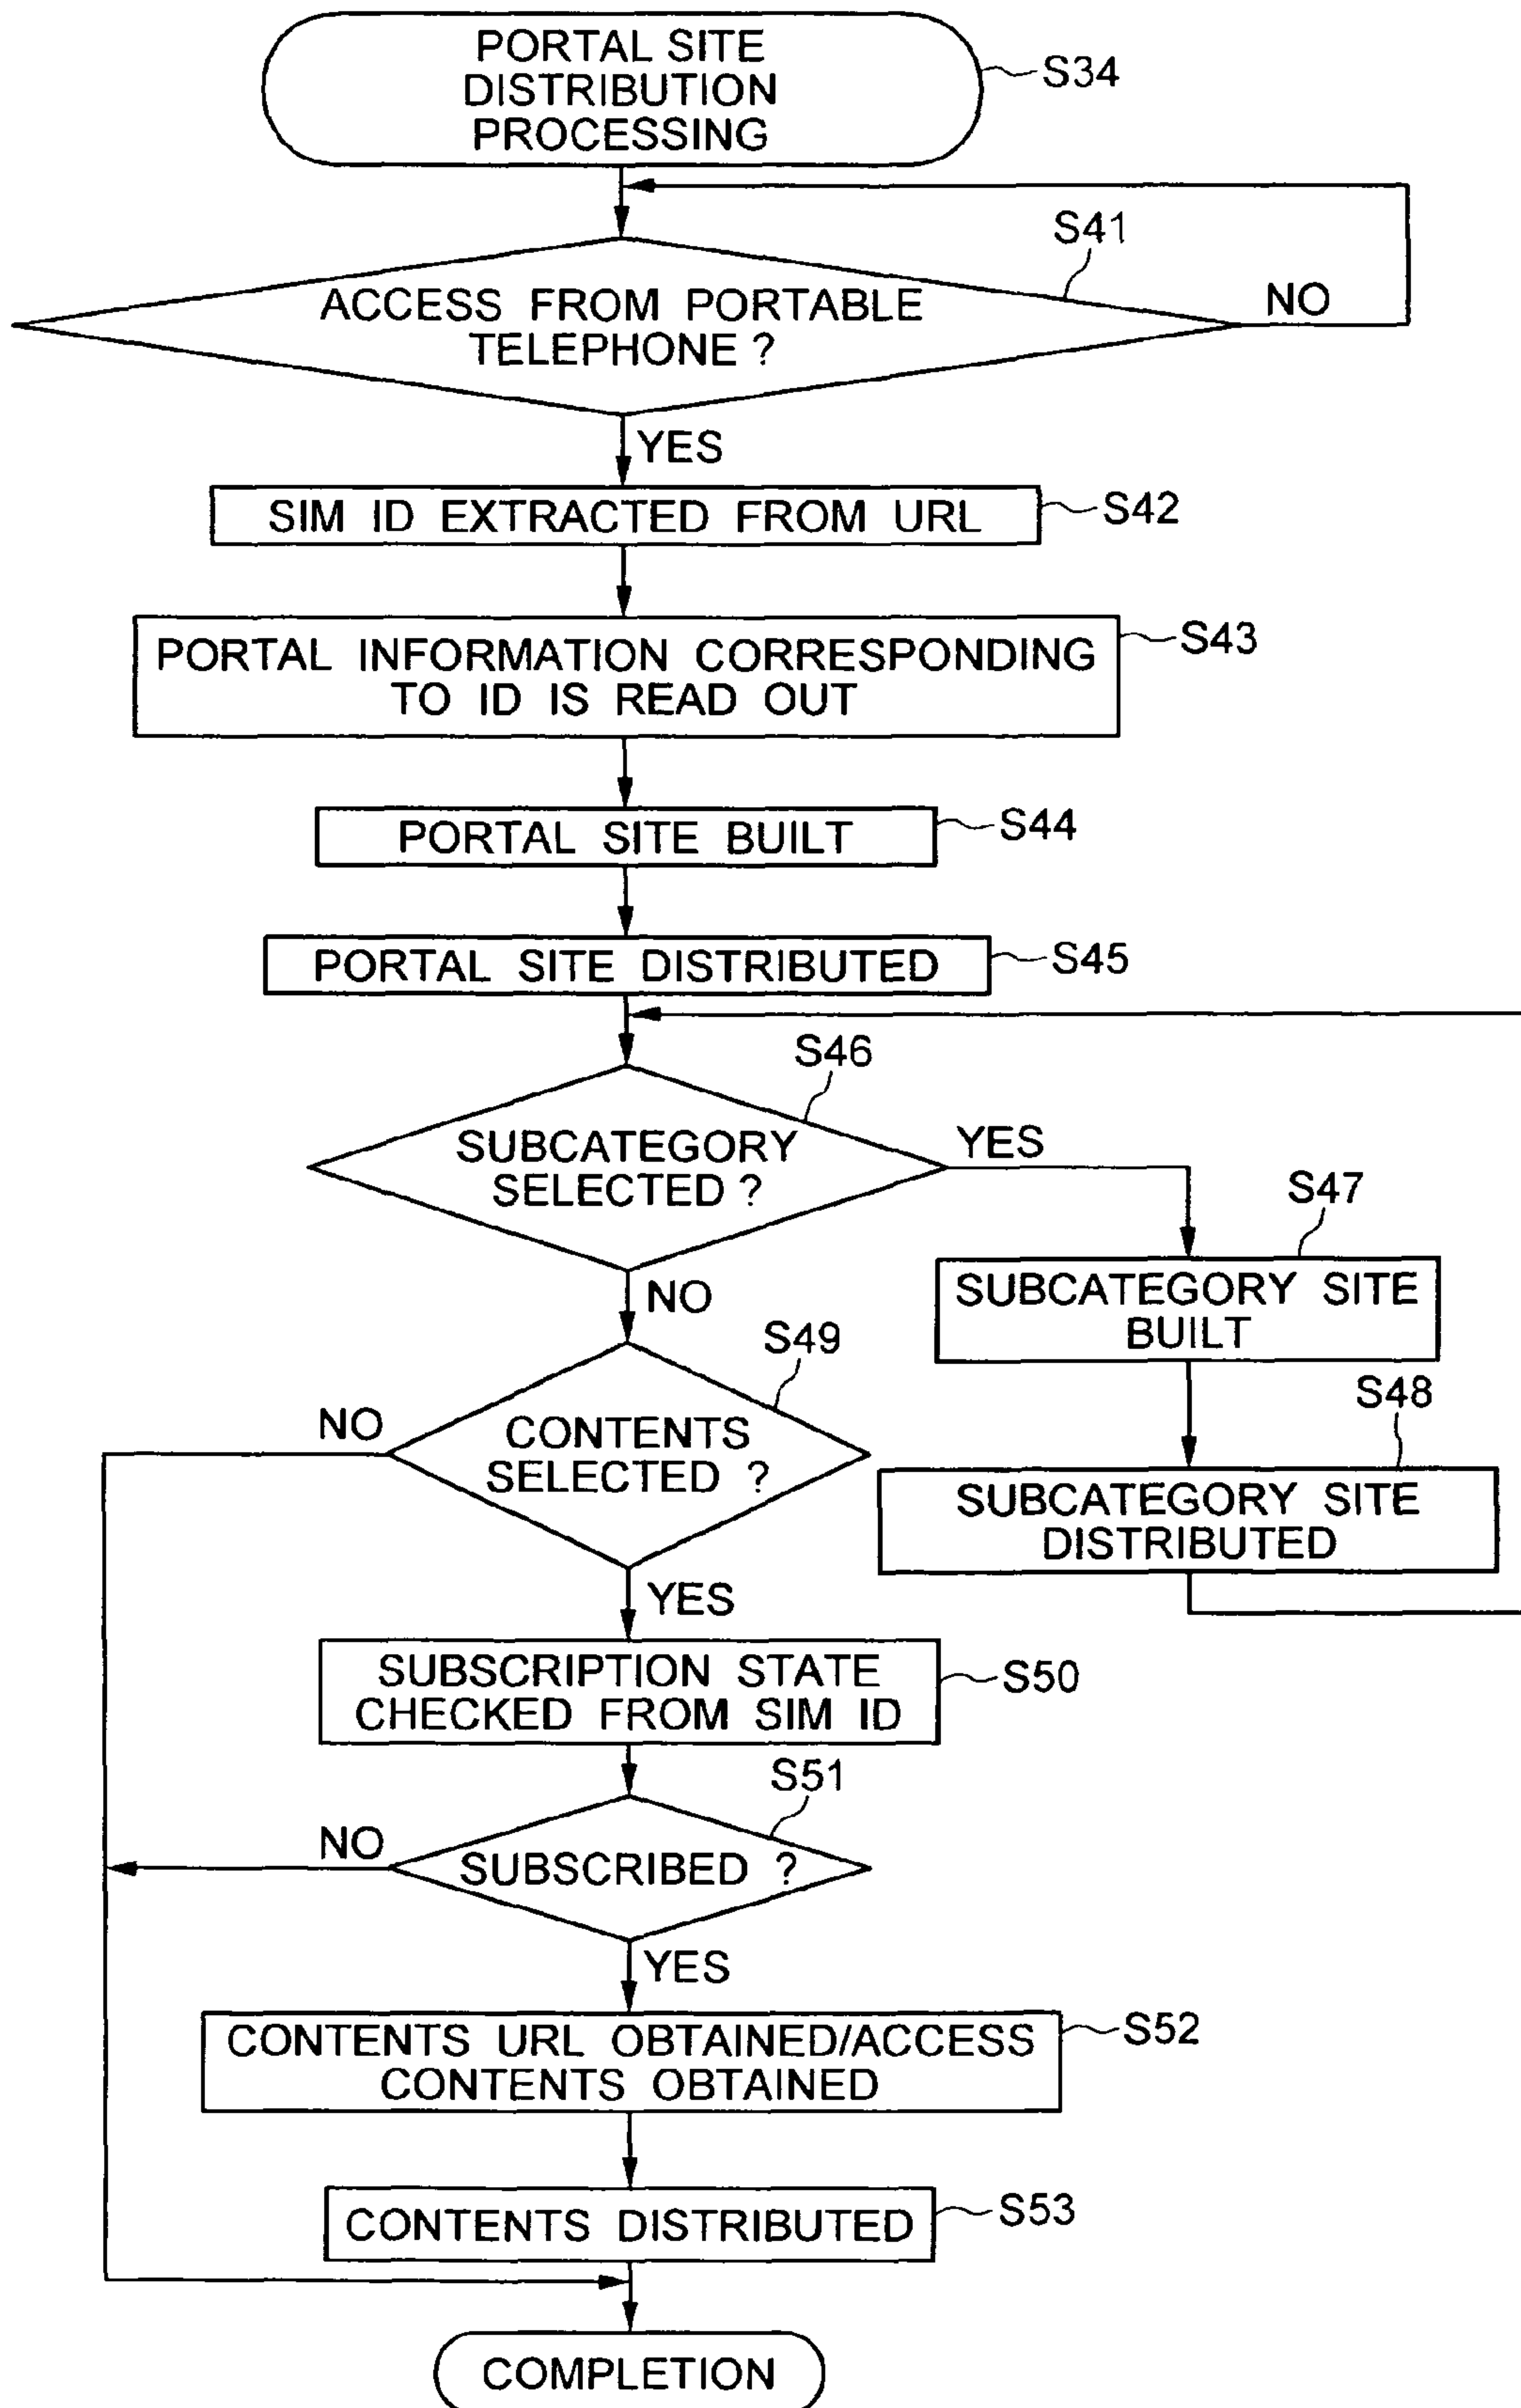 PORTAL SITE
DISTRIBUTION
PROCESSING
S34
S41
ACCESS FROM PORTABLE
TELEPHONE ?
NO
YES
SIM ID EXTRACTED FROM URL
S42
PORTAL INFORMATION CORRESPONDING
TO ID IS READ OUT
S43
PORTAL SITE BUILT
S44
PORTAL SITE DISTRIBUTED
S45
S46
SUBCATEGORY
SELECTED ?
YES
NO
S47
SUBCATEGORY SITE
BUILT
S48
SUBCATEGORY SITE
DISTRIBUTED
S49
CONTENTS
SELECTED ?
NO
YES
SUBSCRIPTION STATE
CHECKED FROM SIM ID
S50
S51
SUBSCRIBED ?
NO
YES
CONTENTS URL OBTAINED/ACCESS
CONTENTS OBTAINED
S52
CONTENTS DISTRIBUTED
S53
COMPLETION